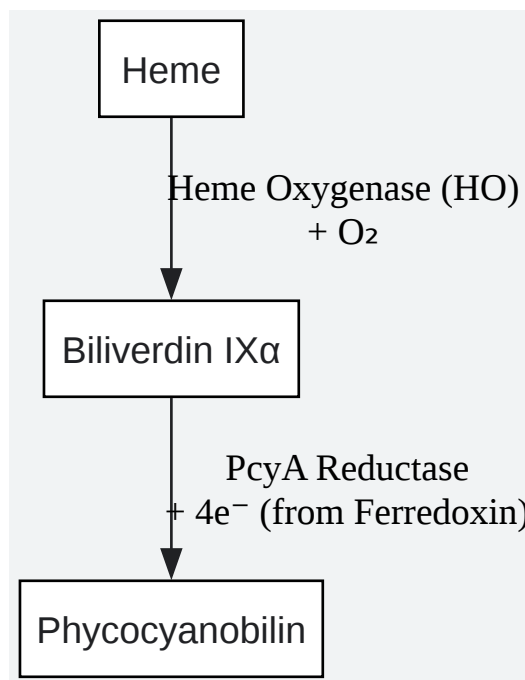 Heme
Heme Oxygenase (HO)
+ O₂
Biliverdin IXα
PcyA Reductase
+ 4e⁻ (from Ferredoxin)
Phycocyanobilin